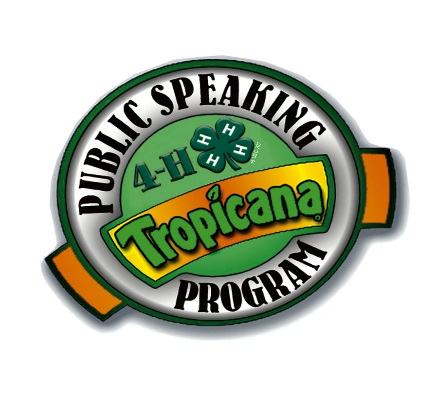 PUBLIC SPEAKING
4-H
H H H H
Tropicana
PROGRAM